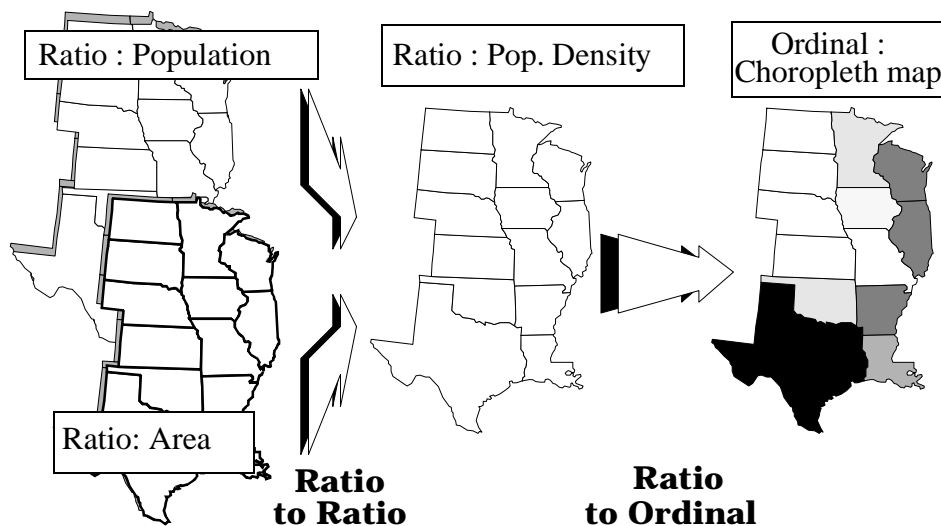 Ratio : Population
Ratio : Pop. Density
Ordinal :
Choropleth map
Ratio: Area
Ratio
to Ratio
Ratio
to Ordinal